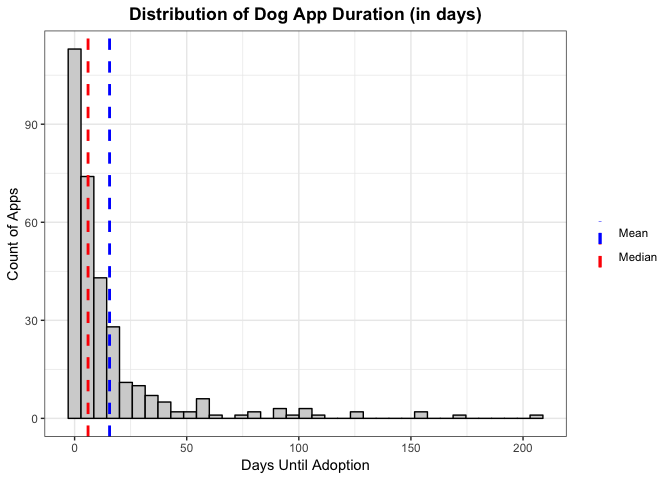 Distribution of Dog App Duration (in days)
Count of Apps
90
60
30
0
0 50 100 150 200
Days Until Adoption
Mean
Median